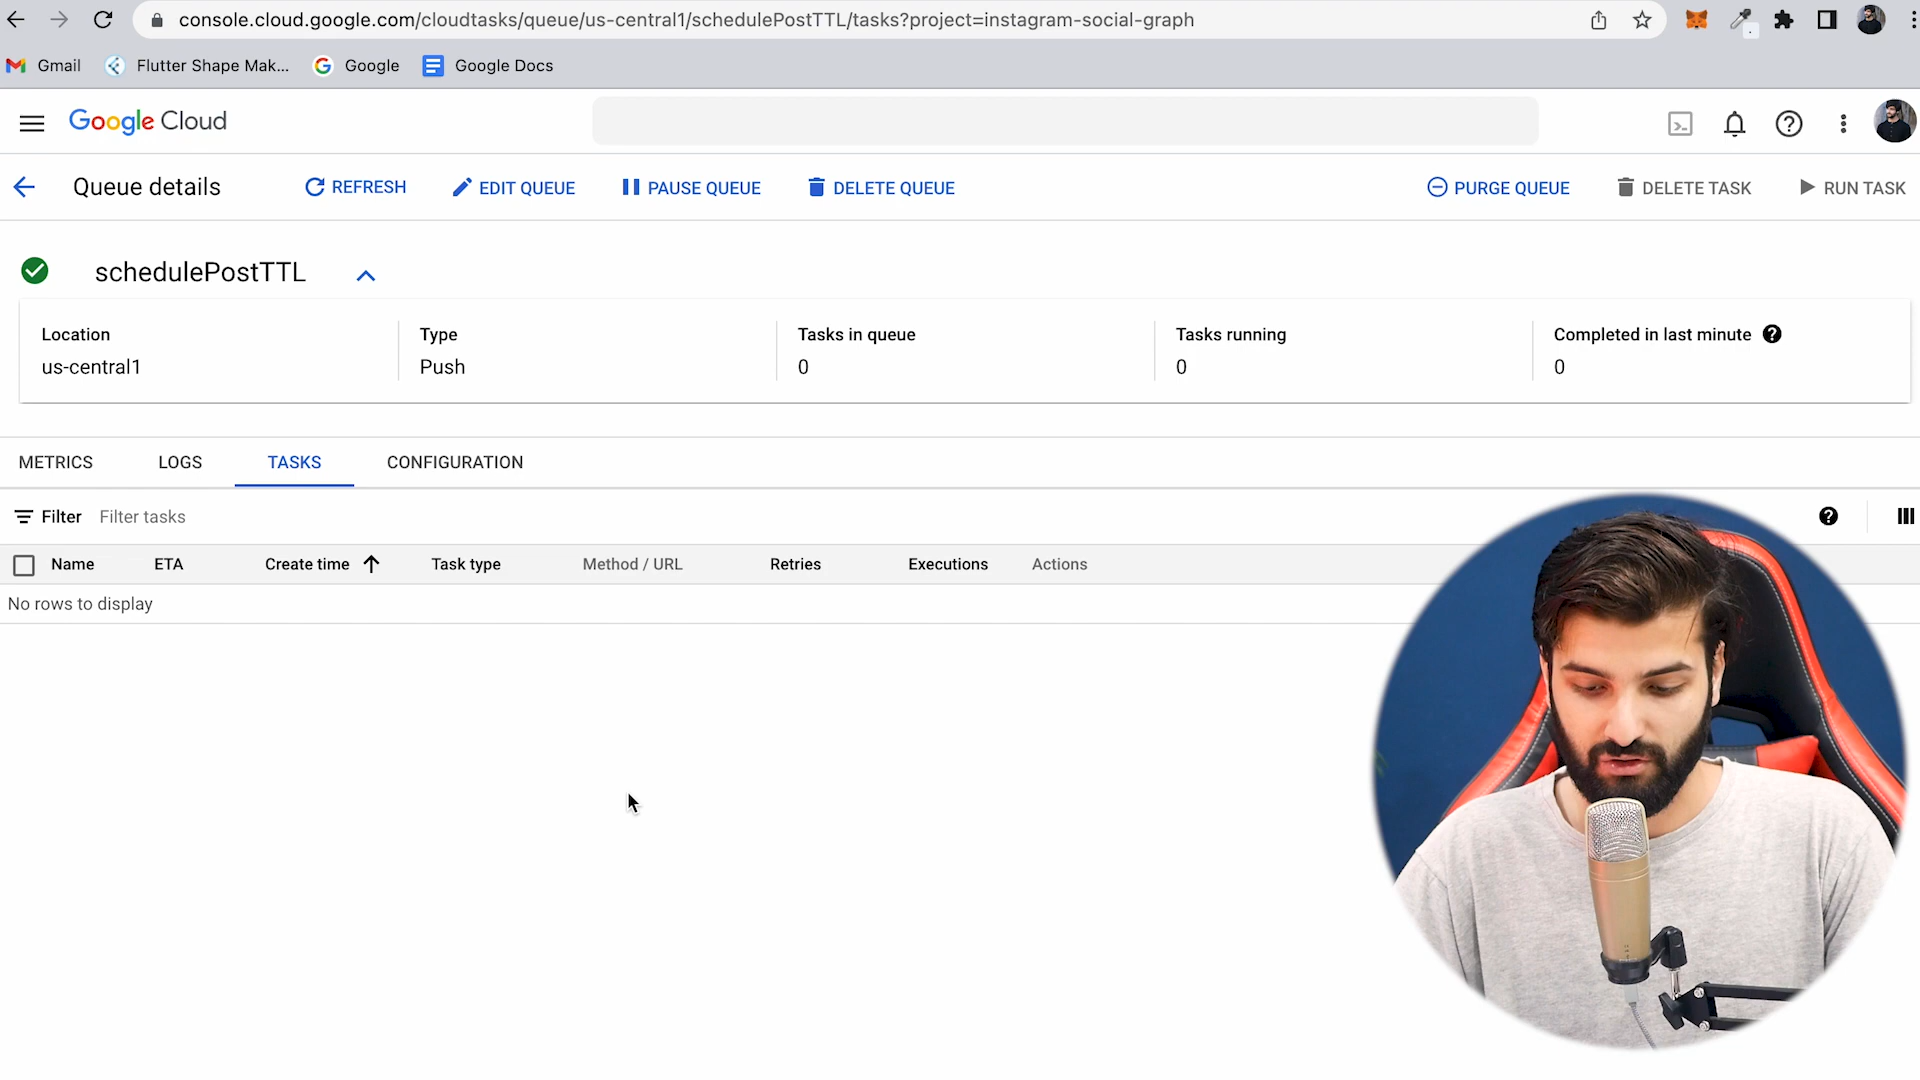 console.cloud.google.com/cloudtasks/queue/us-central1/schedulePostTTL/tasks?project=instagram-social-graph
Gmail Flutter Shape Mak... Google Google Docs
Google Cloud
Queue details REFRESH EDIT QUEUE PAUSE QUEUE DELETE QUEUE PURGE QUEUE DELETE TASK RUN TASK
schedulePostTTL
Location Type Tasks in queue Tasks running Completed in last minute
us-central1 Push 0 0 0
METRICS LOGS TASKS CONFIGURATION
Filter Filter tasks
Name ETA Create time Task type Method / URL Retries Executions Actions
No rows to display